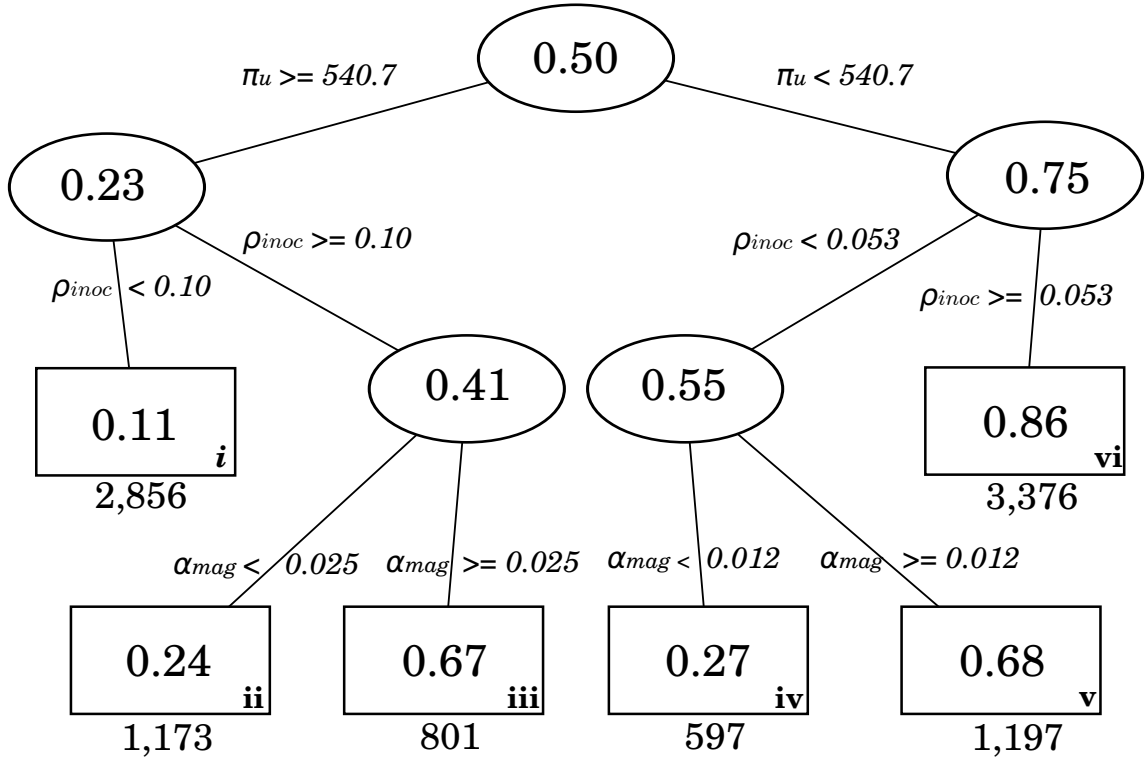 0.50
πu >= 540.7
πu < 540.7
0.23
0.75
ρinoc >= 0.10
ρinoc < 0.053
ρinoc < 0.10
ρinoc >= 0.053
0.41
0.55
0.11
i
0.86
vi
2,856
3,376
αmag < 0.025
αmag >= 0.025
αmag < 0.012
αmag >= 0.012
0.24
ii
0.67
iii
0.27
iv
0.68
v
1,173
801
597
1,197